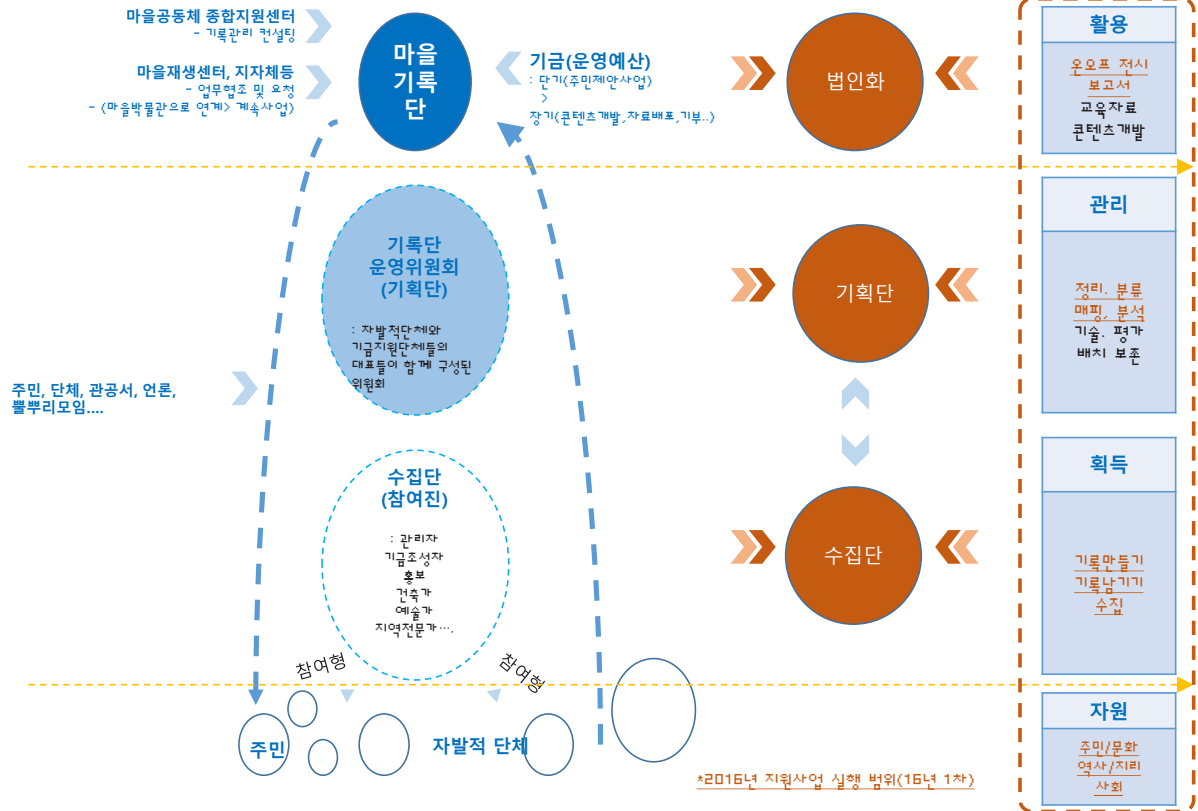 마을공동체 종합지원센터
- 기록관리 컨설팅
마을재생센터, 지자체등
- 업무협조 및 요청
- (마을박물관으로 연계> 계속사업)
마을
기록
단
기금(운영예산)
: 단기(주민제안사업)
>
장기(콘텐츠개발,자료배포,기부..)
법인화
활용
온오프 전시
보고서
교육자료
콘텐츠개발
기록단
운영위원회
(기획단)
: 자발적단체와
기금지원단체들의
대표들이 함께 구성된
위원회
기획단
관리
정리. 분류
매핑, 분석
기술. 평가
배치 보존
주민, 단체, 관공서, 언론,
뿔뿌리모임....
수집단
(참여진)
: 관리자
기금조성자
홍보
건축가
예술가
지역전문가….
수집단
획득
기록만들기
기록남기기
수집
참여형
참여형
주민
자발적 단체
자원
주민/문화
역사/지리
사회
*2016년 지원사업 실행 범위(16년 1차)